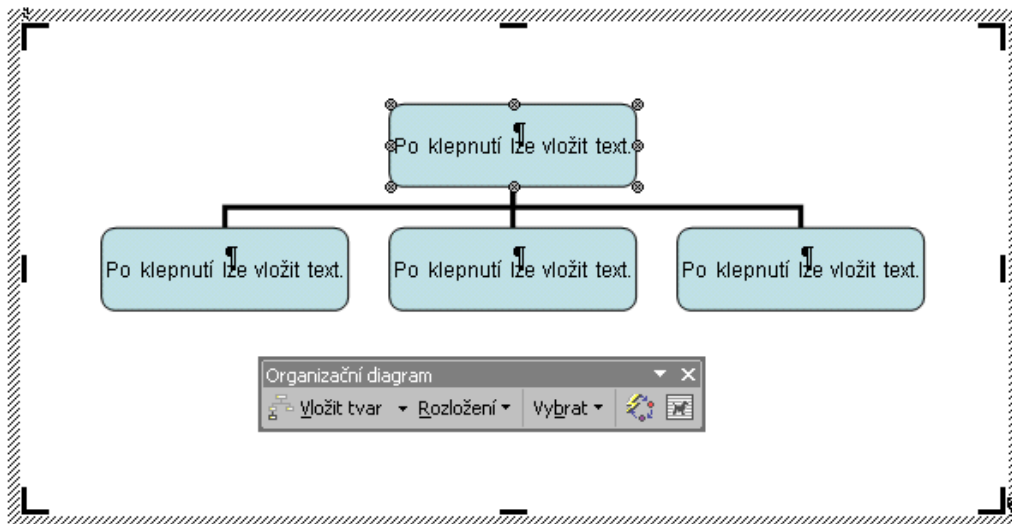 Po klepnutí lze vložit text.
Po klepnutí lze vložit text.
Po klepnutí lze vložit text.
Po klepnutí lze vložit text.
Organizační diagram
Vložit tvar Rozložení Vybrat